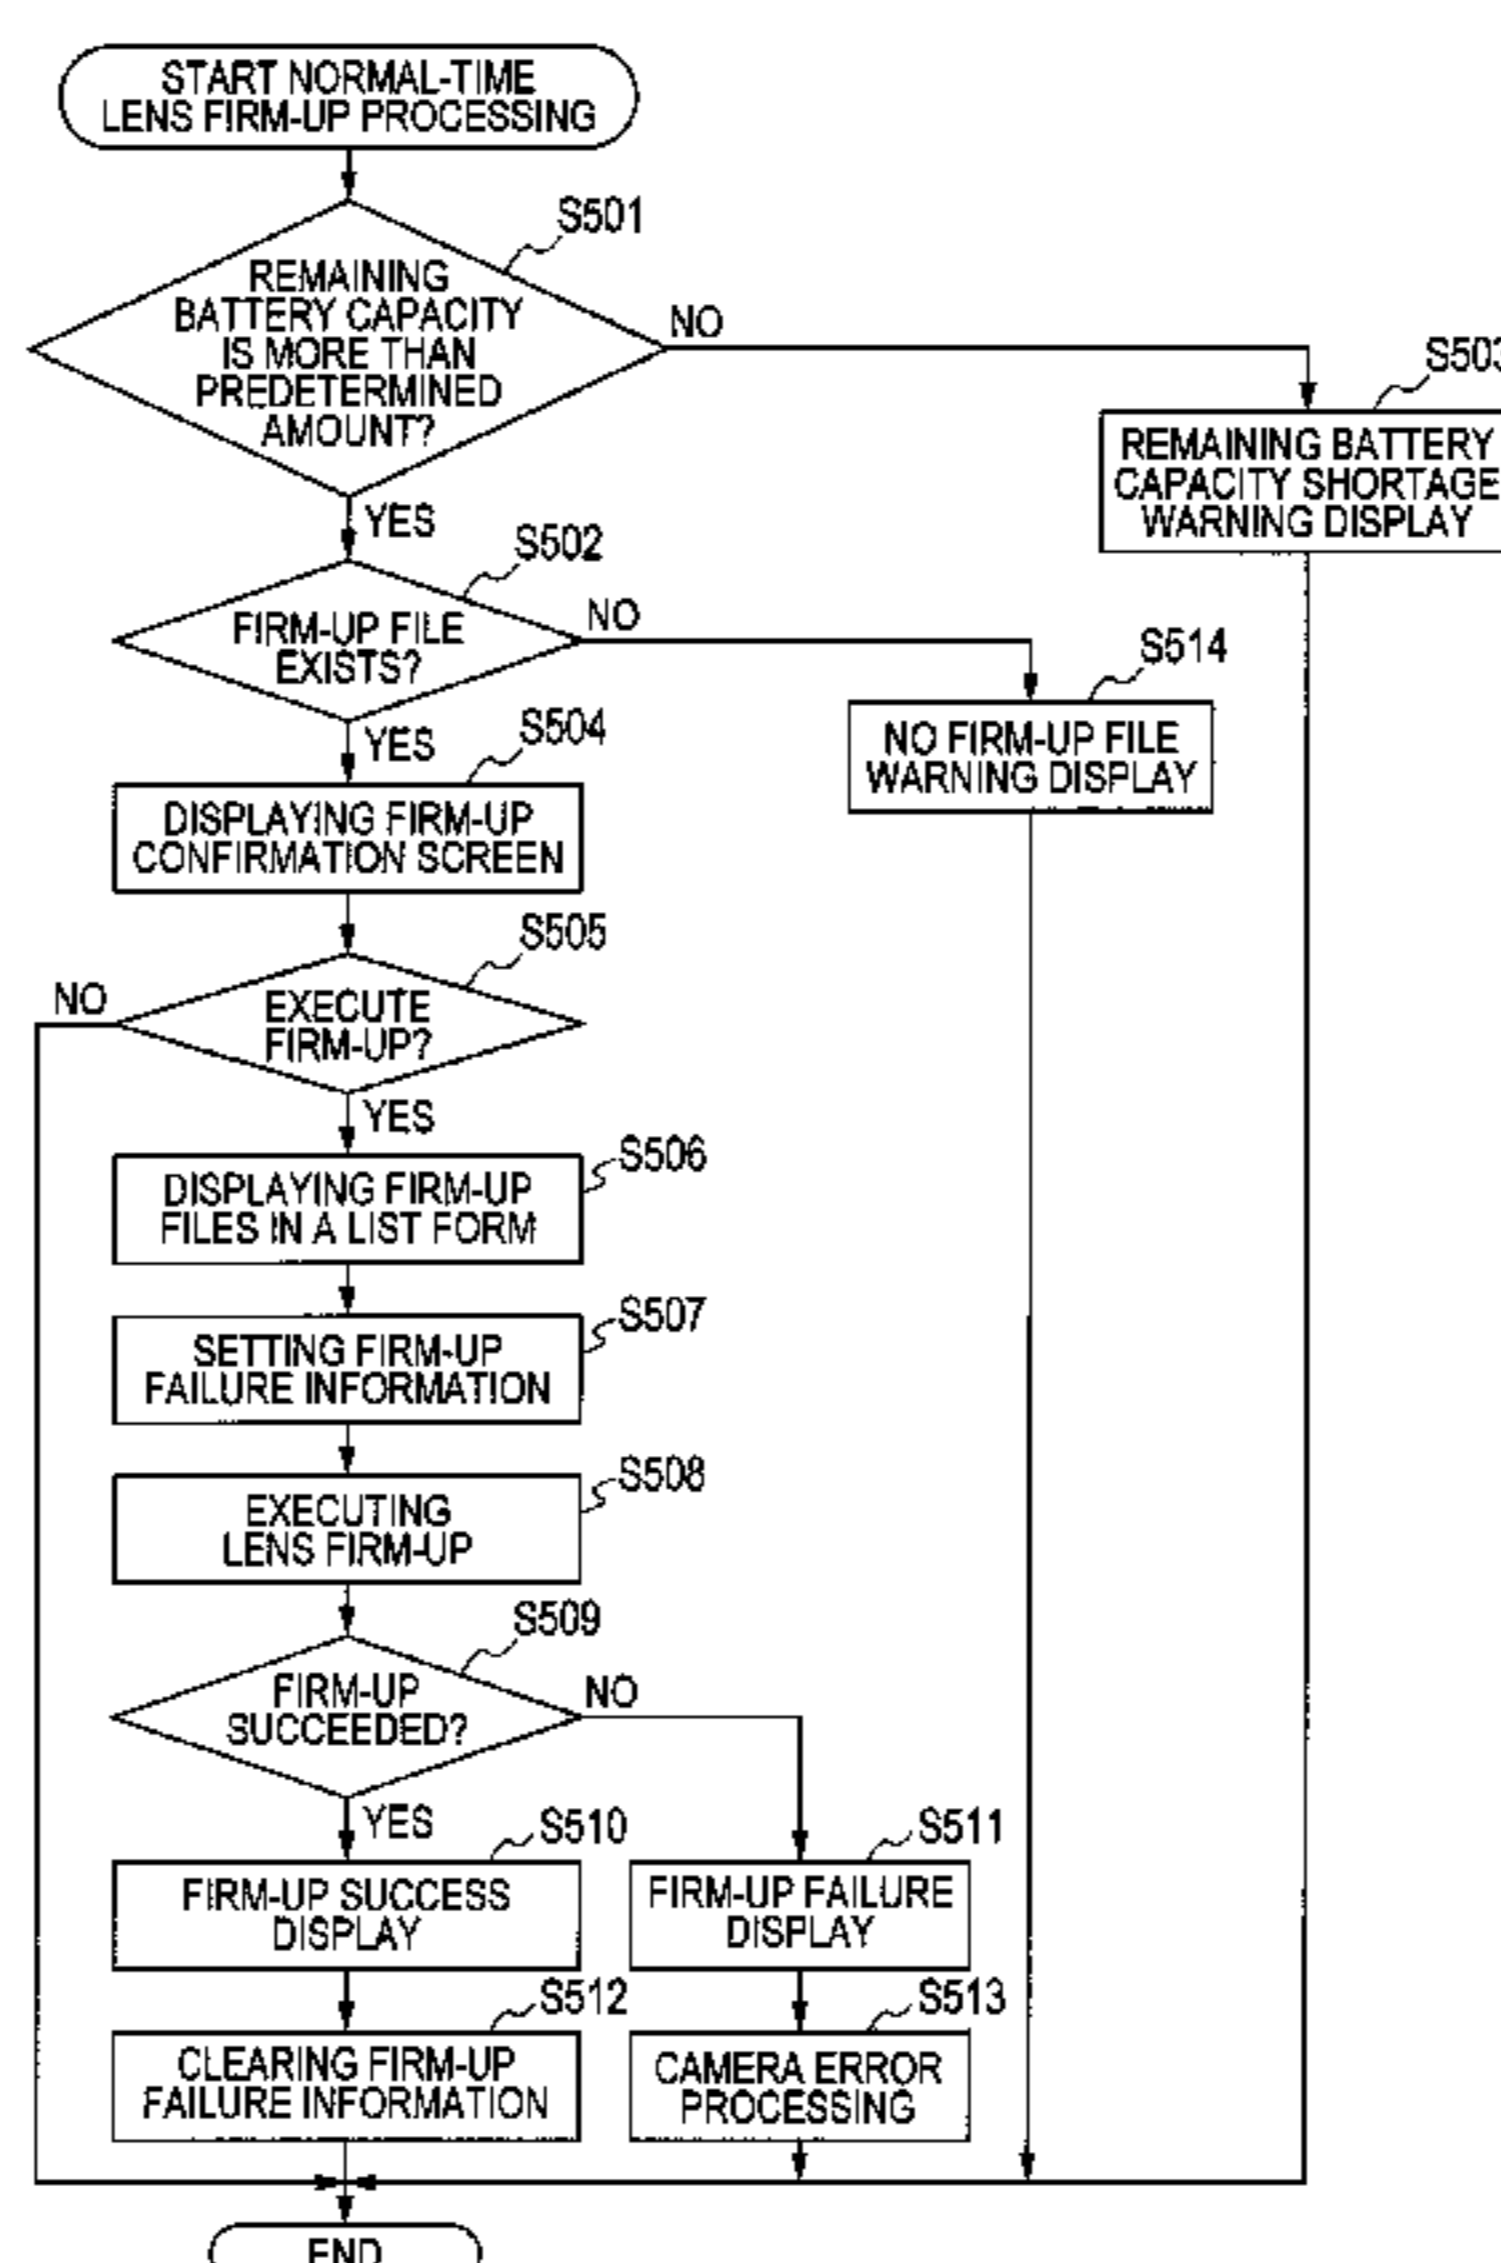 START NORMAL-TIME
LENS FIRM-UP PROCESSING
S501
REMAINING
BATTERY CAPACITY
IS MORE THAN
PREDETERMINED
AMOUNT?
NO
S503
REMAINING BATTERY
CAPACITY SHORTAGE
WARNING DISPLAY
YES
S502
FIRM-UP FILE
EXISTS?
NO
S514
NO FIRM-UP FILE
WARNING DISPLAY
YES
S504
DISPLAYING FIRM-UP
CONFIRMATION SCREEN
S505
NO
EXECUTE
FIRM-UP?
YES
S506
DISPLAYING FIRM-UP
FILES IN A LIST FORM
S507
SETTING FIRM-UP
FAILURE INFORMATION
S508
EXECUTING
LENS FIRM-UP
S509
FIRM-UP
SUCCEEDED?
NO
YES
S510
FIRM-UP SUCCESS
DISPLAY
S511
FIRM-UP FAILURE
DISPLAY
S512
CLEARING FIRM-UP
FAILURE INFORMATION
S513
CAMERA ERROR
PROCESSING
END